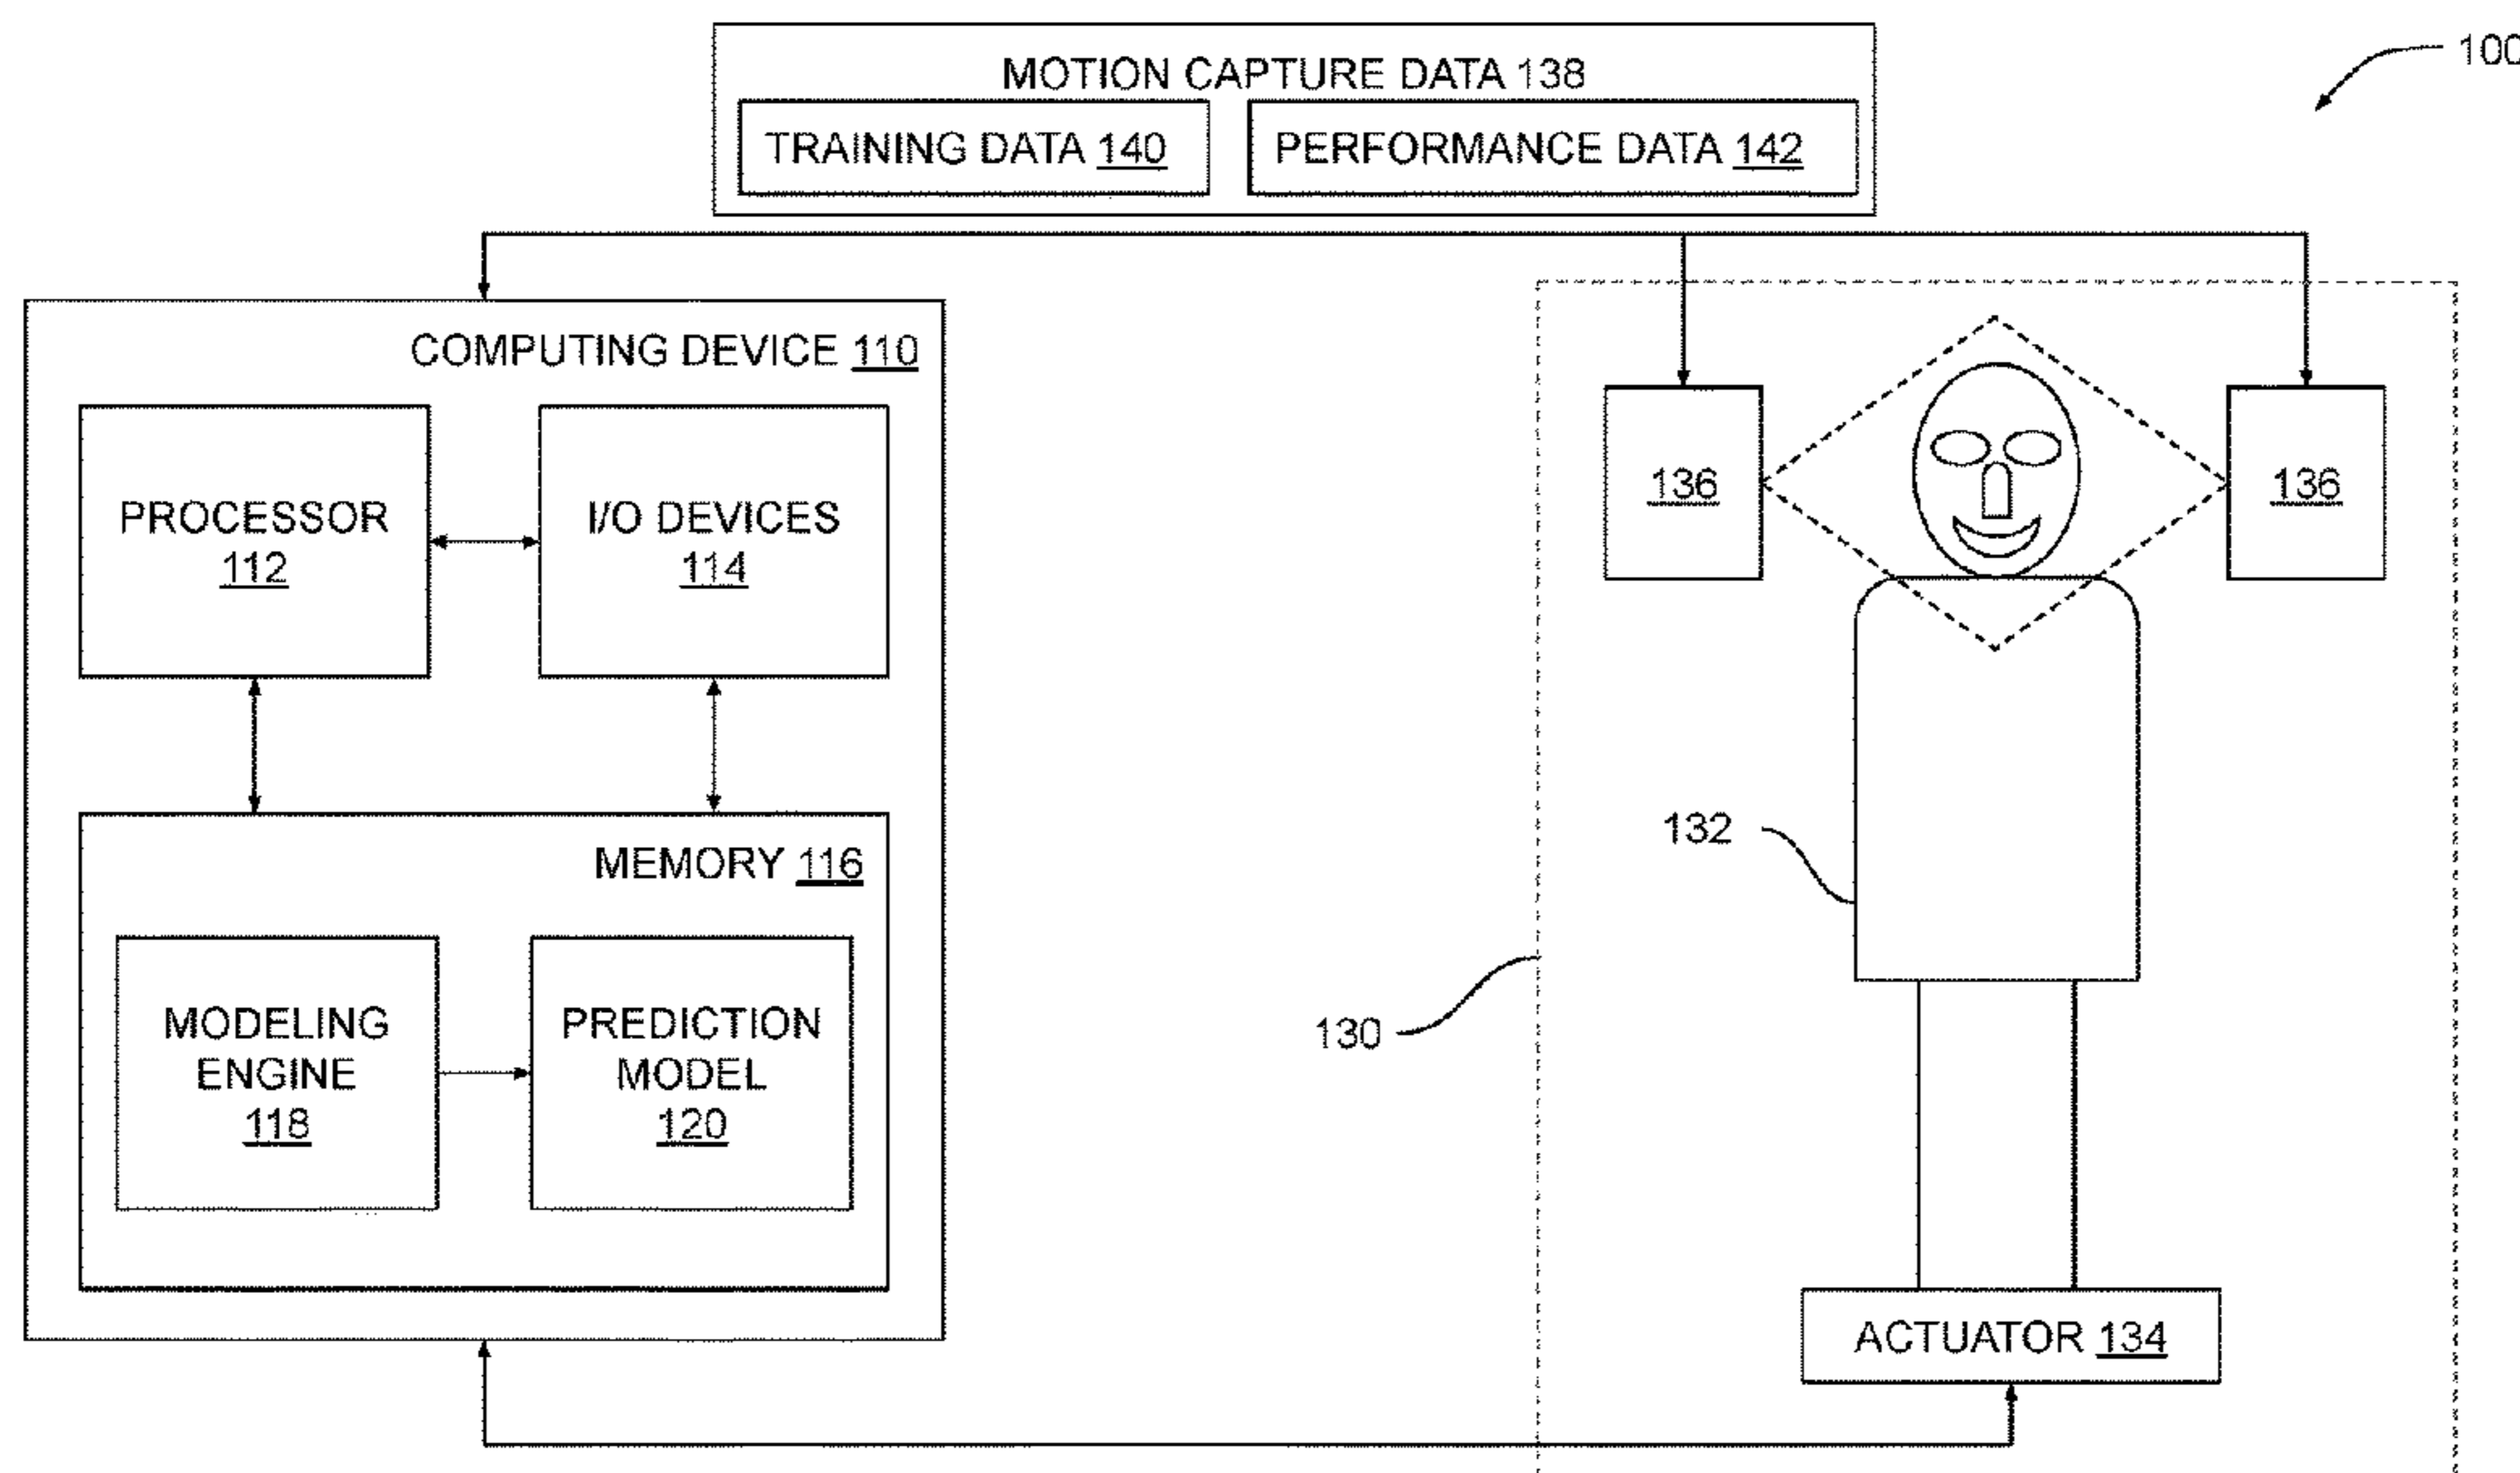 MOTION CAPTURE DATA 138
100
TRAINING DATA 140
PERFORMANCE DATA 142
COMPUTING DEVICE 110
PROCESSOR
112
I/O DEVICES
114
136
136
MEMORY 116
132
MODELING
ENGINE
118
PREDICTION
MODEL
120
130
ACTUATOR 134